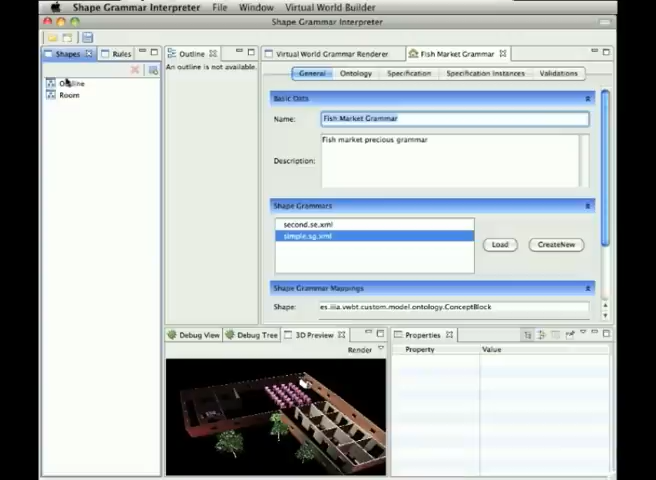 Shape Grammar Interpreter File Window Virtual World Builder
Shape Grammar Interpreter
Shapes Rules
Outline
Room
Outline
An outline is not available.
Virtual World Grammar Renderer Fish Market Grammar
General Ontology Specification Specification Instances Validations
Basic Data
Name: Fish Market Grammar
Description: Fish market precious grammar
Shape Grammars
second.se.xml
simple.sg.xml
Load CreateNew
Shape Grammar Mappings
Shape: es.iiia.vwbt.custom.model.ontology.ConceptBlock
Debug View Debug Tree 3D Preview
Render
Properties
Property Value